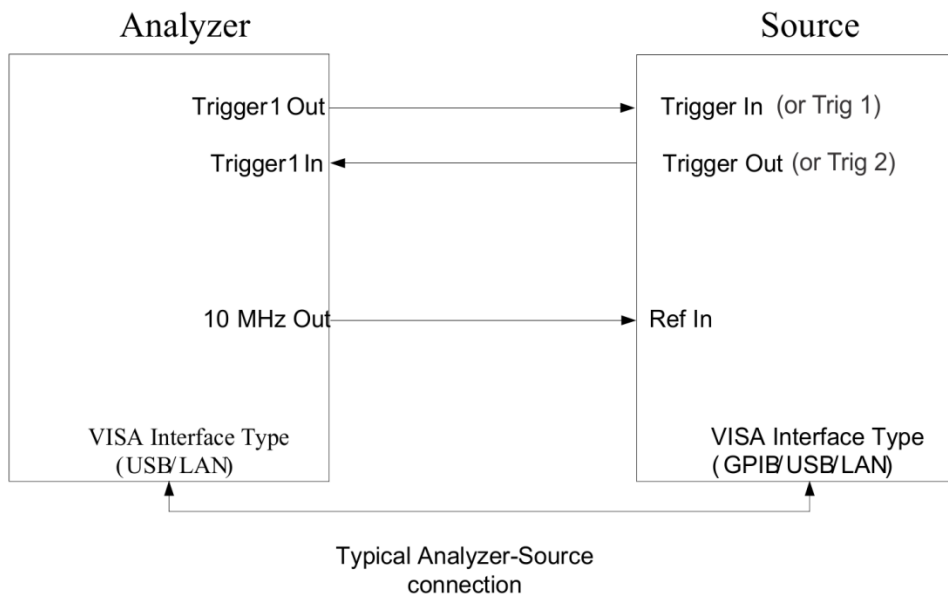 Analyzer
Source
Trigger1 Out
Trigger In (or Trig 1)
Trigger1 In
Trigger Out (or Trig 2)
10 MHz Out
Ref In
VISA Interface Type
(USB/LAN)
VISA Interface Type
(GPIB/USB/LAN)
Typical Analyzer-Source
connection